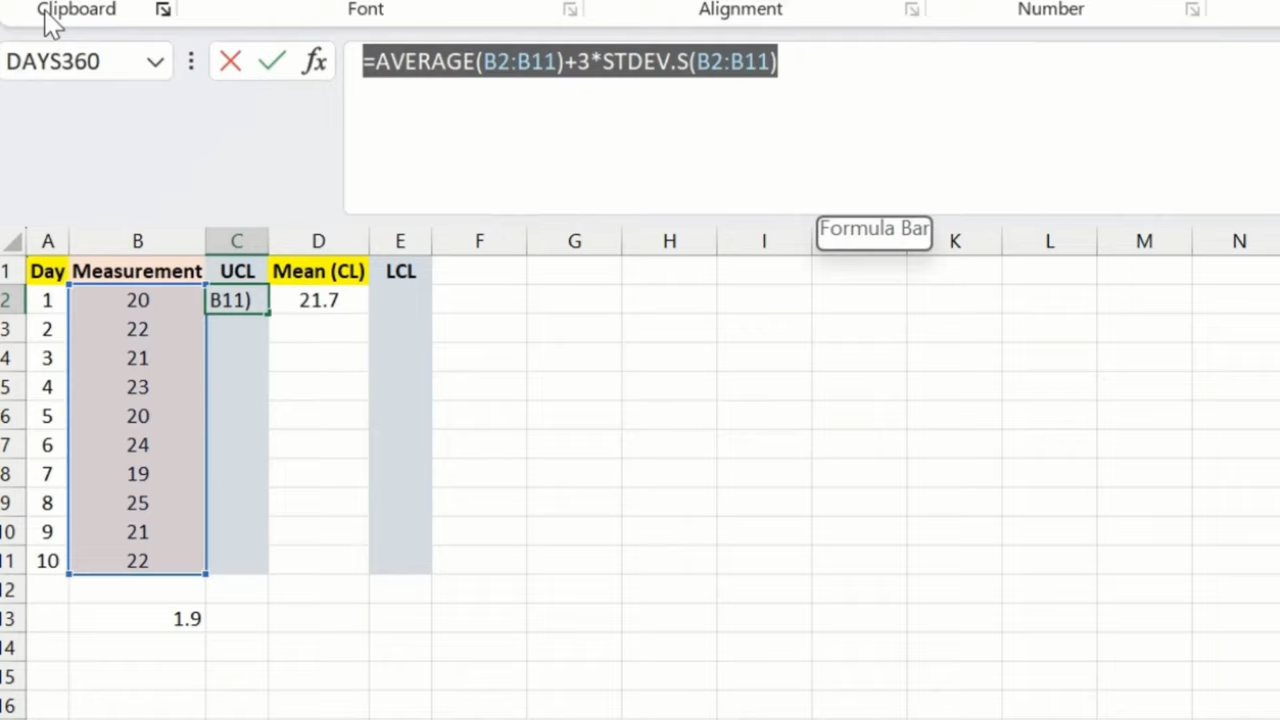 Clipboard Font Alignment Number
DAYS360 fx =AVERAGE(B2:B11)+3*STDEV.S(B2:B11)
Formula Bar
A B C D E F G H I K L M N
1 Day Measurement UCL Mean (CL) LCL
2 1 20 B11) 21.7
3 2 22
4 3 21
5 4 23
6 5 20
7 6 24
8 7 19
9 8 25
10 9 21
11 10 22
12
13 1.9
14
15
16